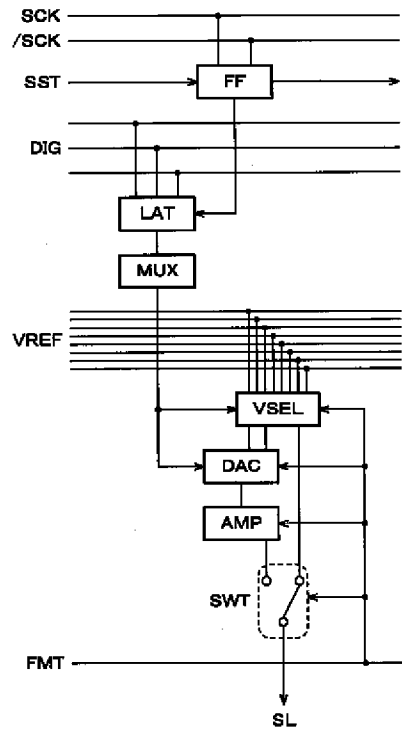 SCK
/SCK
SST
FF
DIG
LAT
MUX
VREF
VSEL
DAC
AMP
SWT
FMT
SL